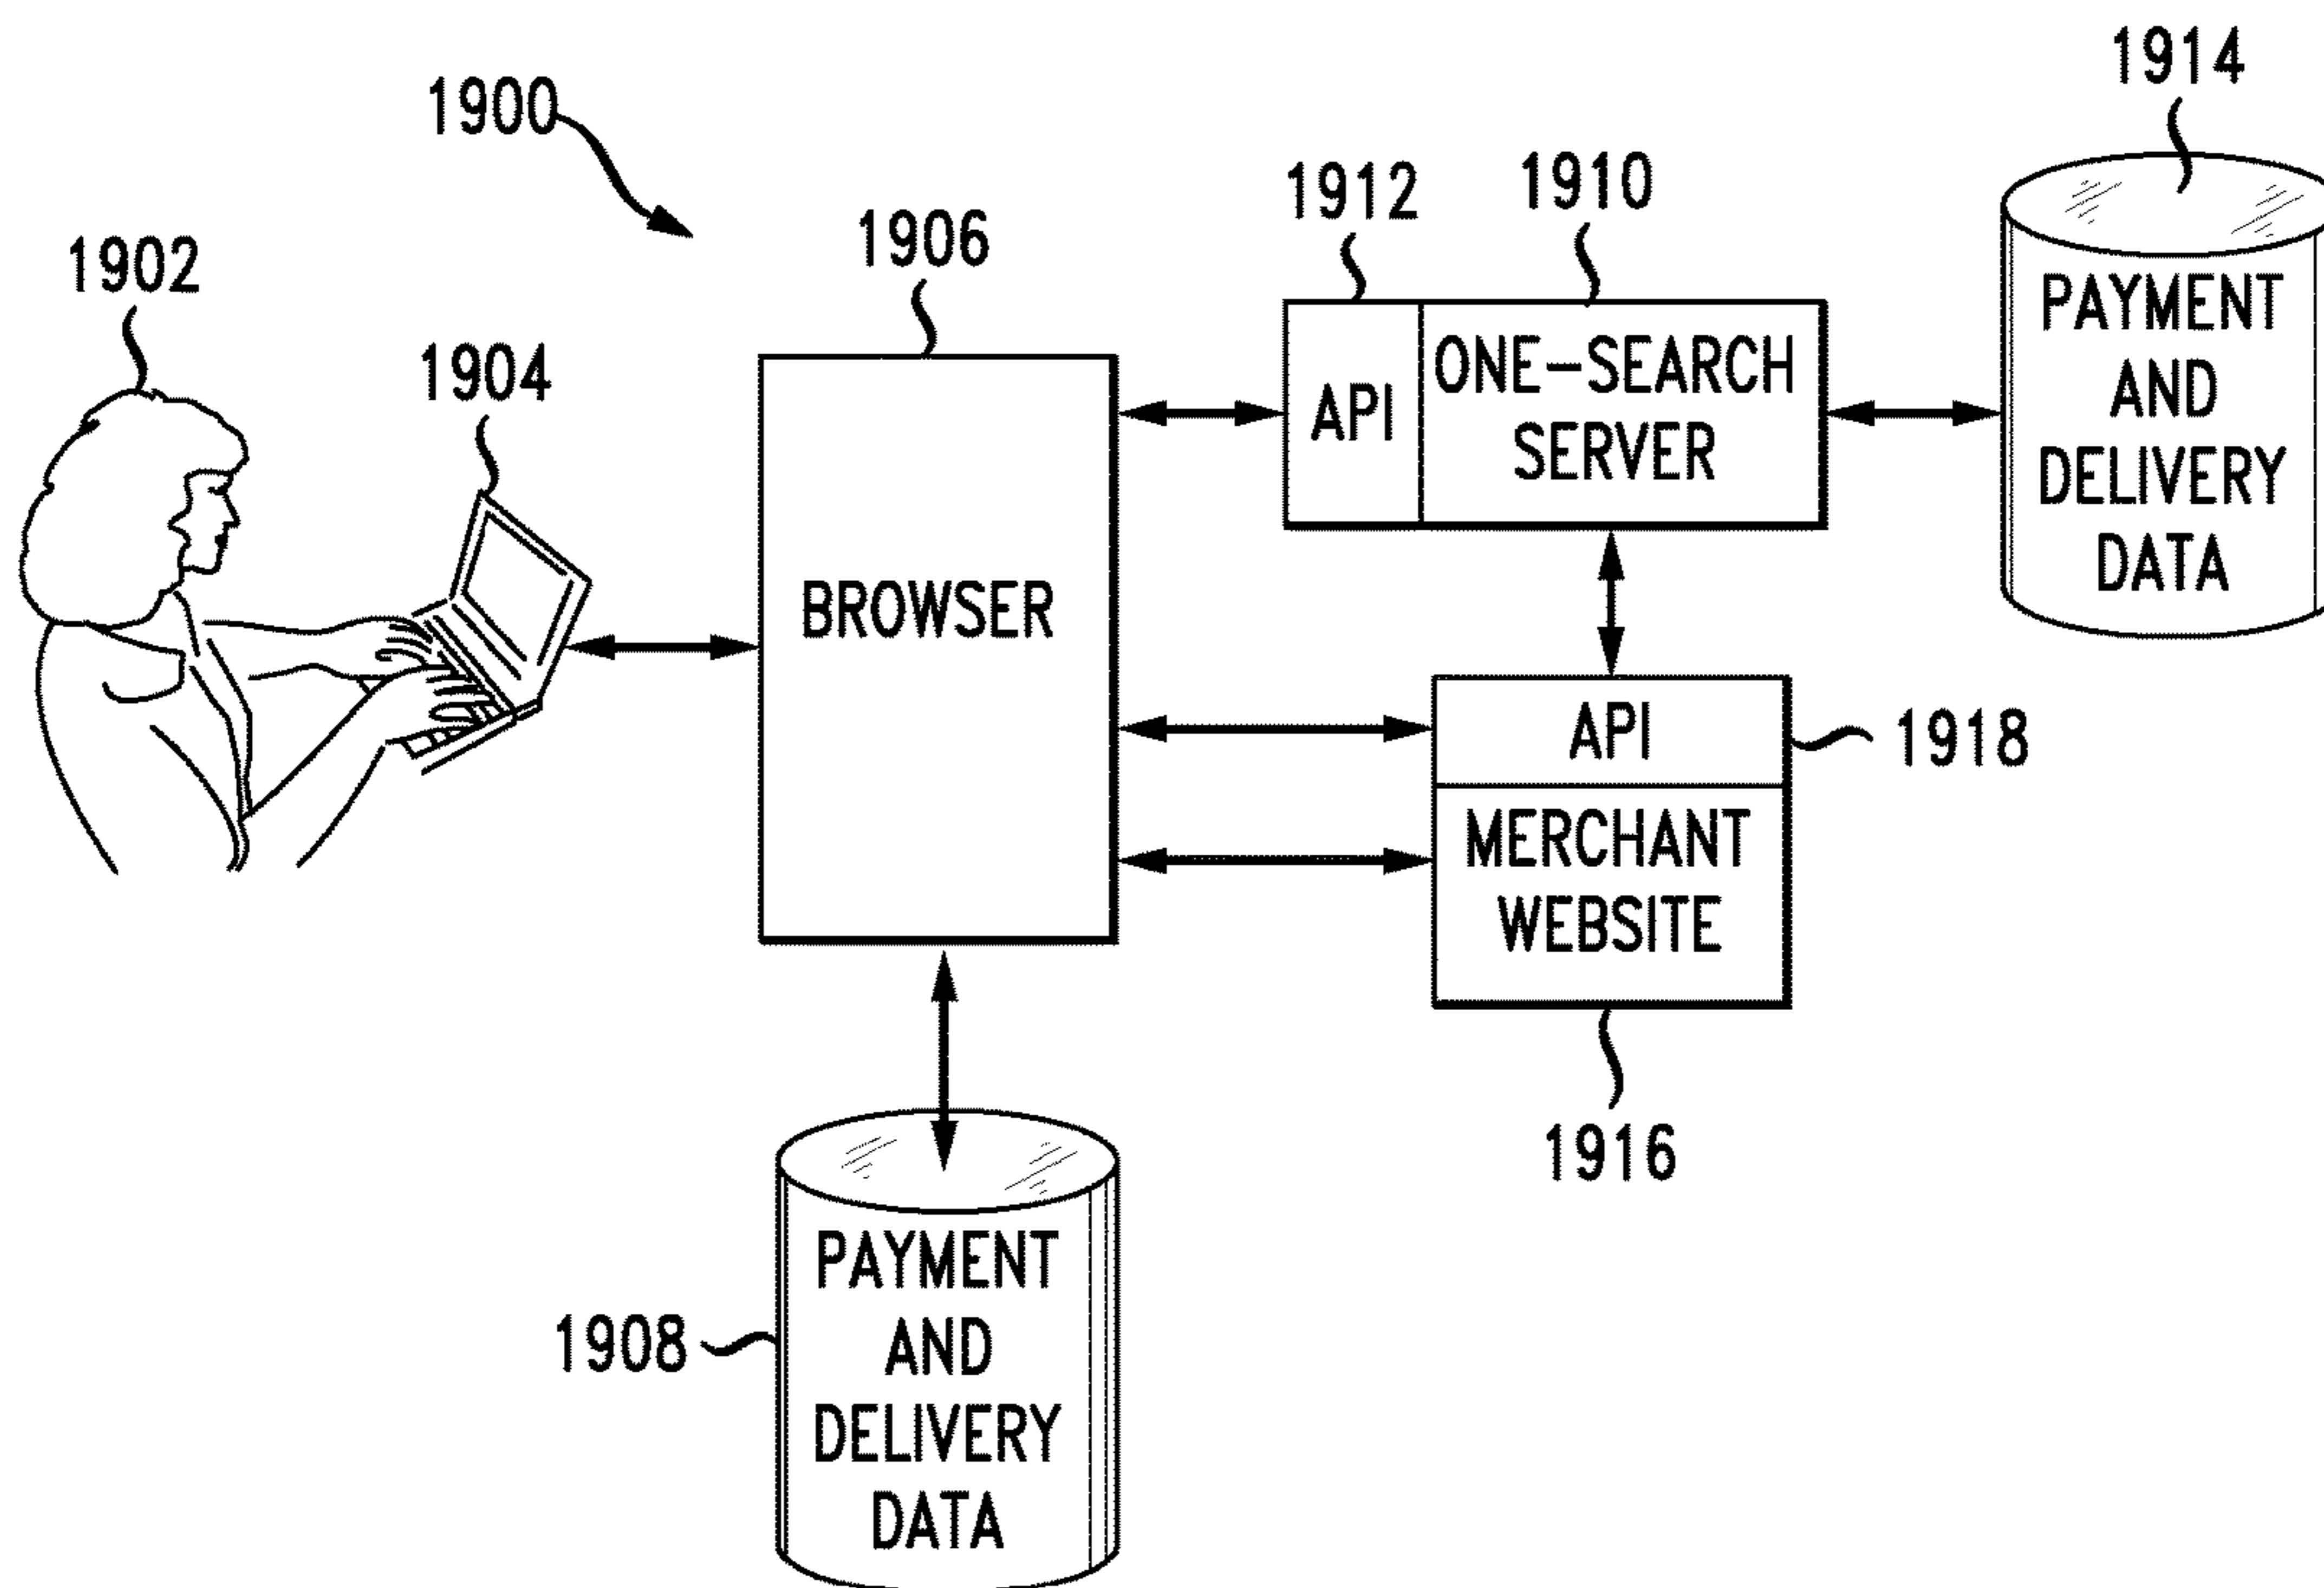 1914
1900
1912
1910
1906
1902
1904
PAYMENT
AND
DELIVERY
DATA
API
ONE-SEARCH
SERVER
BROWSER
API
1918
MERCHANT
WEBSITE
1916
1908
PAYMENT
AND
DELIVERY
DATA